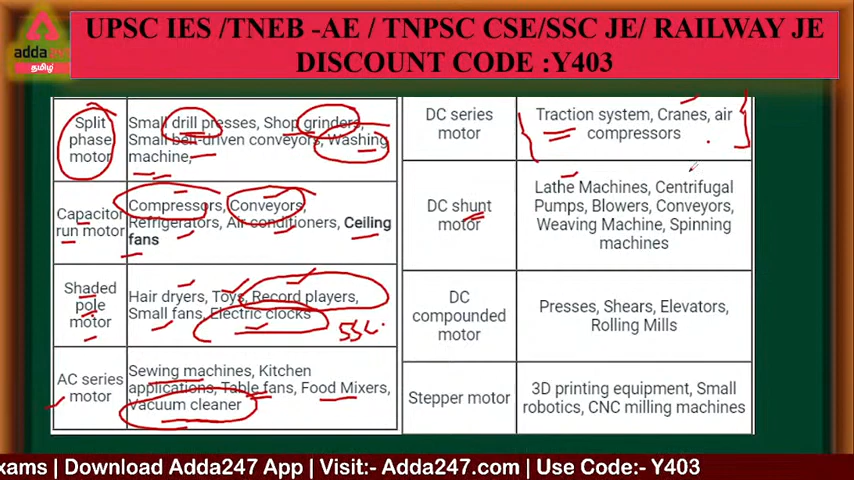 UPSC IES /TNEB -AE / TNPSC CSE/SSC JE/ RAILWAY JE
DISCOUNT CODE :Y403
adda247
தமிழ்
Split
phase
motor
Small drill presses, Shop grinders,
Small belt-driven conveyors, Washing
machine,
Capacitor
run motor
Compressors, Conveyors,
Refrigerators, Air conditioners, Ceiling
fans
Shaded
pole
motor
Hair dryers, Toys, Record players,
Small fans, Electric clocks
SSC.
AC series
motor
Sewing machines, Kitchen
applications, Table fans, Food Mixers,
Vacuum cleaner
DC series
motor
Traction system, Cranes, air
compressors
DC shunt
motor
Lathe Machines, Centrifugal
Pumps, Blowers, Conveyors,
Weaving Machine, Spinning
machines
DC
compounded
motor
Presses, Shears, Elevators,
Rolling Mills
Stepper motor
3D printing equipment, Small
robotics, CNC milling machines
xams | Download Adda247 App | Visit:- Adda247.com | Use Code:- Y403